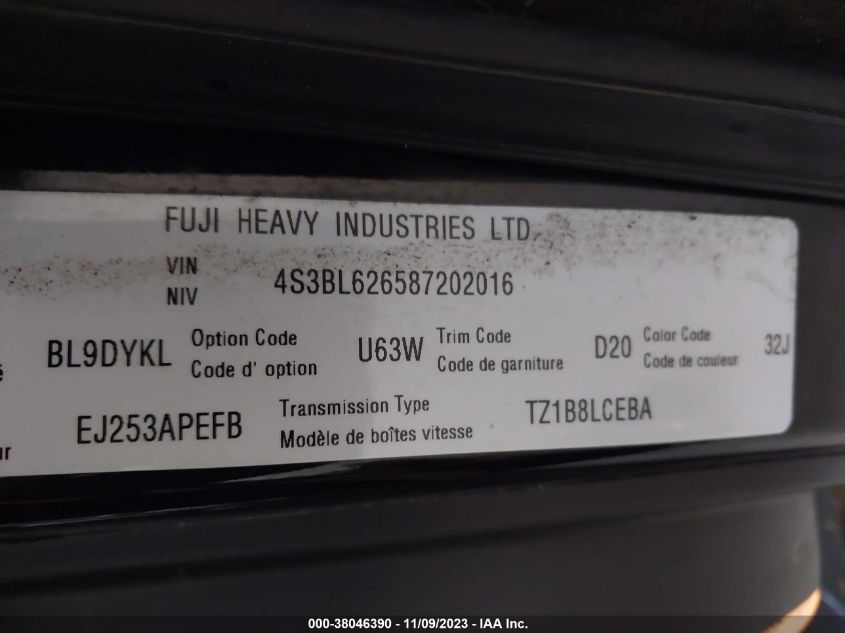 FUJI HEAVY INDUSTRIES LTD.
VIN
NIV
4S3BL626587202016
BL9DYKL Option Code U63W Trim Code D20 Color Code 32J
Code d' option Code de garniture Code de couleur
EJ253APEFB Transmission Type TZ1B8LCEBA
Modèle de boîtes vitesse
000-38046390 - 11/09/2023 - IAA Inc.